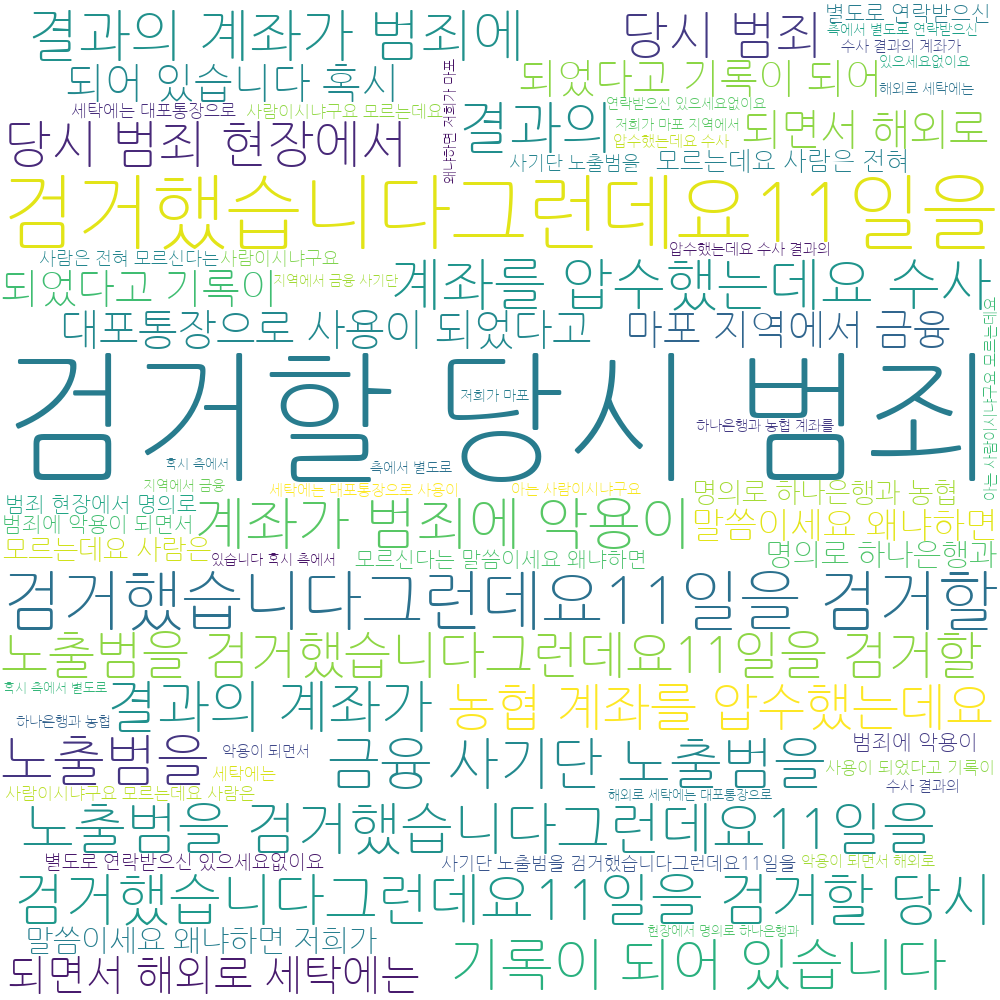 결과의 계좌가 범죄에
당시 범죄
별도로 연락받으신
측에서 별도로 연락받으신
수사 결과의 계좌가
되어 있습니다 혹시
되었다고 기록이 되어
있으세요없이요
해외로 세탁에는
왜냐하면 저희가 마포
세탁에는 대포통장으로
사람이시냐구요 모르는데요
결과의
연락받으신 있으세요없이요
저희가 마포 지역에서
압수했는데요 수사
되면서 해외로
당시 범죄 현장에서
사기단 노출범을
모르는데요 사람은 전혀
검거했습니다그런데요11일을
사람은 전혀 모르신다는
사람이시냐구요
압수했는데요 수사 결과의
되었다고 기록이
지역에서 금융 사기단
계좌를 압수했는데요 수사
대포통장으로 사용이 되었다고
마포 지역에서 금융
검거할 당시 범죄
저희가 마포
하나은행과 농협 계좌를
아는 사람이시냐구요 모르는데요
혹시 측에서
측에서 별도로
지역에서 금융
세탁에는 대포통장으로 사용이
아는 사람이시냐구요
명의로 하나은행과 농협
범죄 현장에서 명의로
계좌가 범죄에 악용이
범죄에 악용이 되면서
말씀이세요 왜냐하면
모르는데요 사람은
있습니다 혹시 측에서
모르신다는 말씀이세요 왜냐하면
명의로 하나은행과
검거했습니다그런데요11일을 검거할
노출범을 검거했습니다그런데요11일을 검거할
혹시 측에서 별도로
결과의 계좌가
농협 계좌를 압수했는데요
하나은행과 농협
노출범을
악용이 되면서
금융 사기단 노출범을
범죄에 악용이
세탁에는
사용이 되었다고 기록이
사람이시냐구요 모르는데요 사람은
해외로 세탁에는 대포통장으로
수사 결과의
노출범을 검거했습니다그런데요11일을
별도로 연락받으신 있으세요없이요
사기단 노출범을 검거했습니다그런데요11일을
악용이 되면서 해외로
검거했습니다그런데요11일을 검거할 당시
현장에서 명의로 하나은행과
말씀이세요 왜냐하면 저희가
되면서 해외로 세탁에는
기록이 되어 있습니다